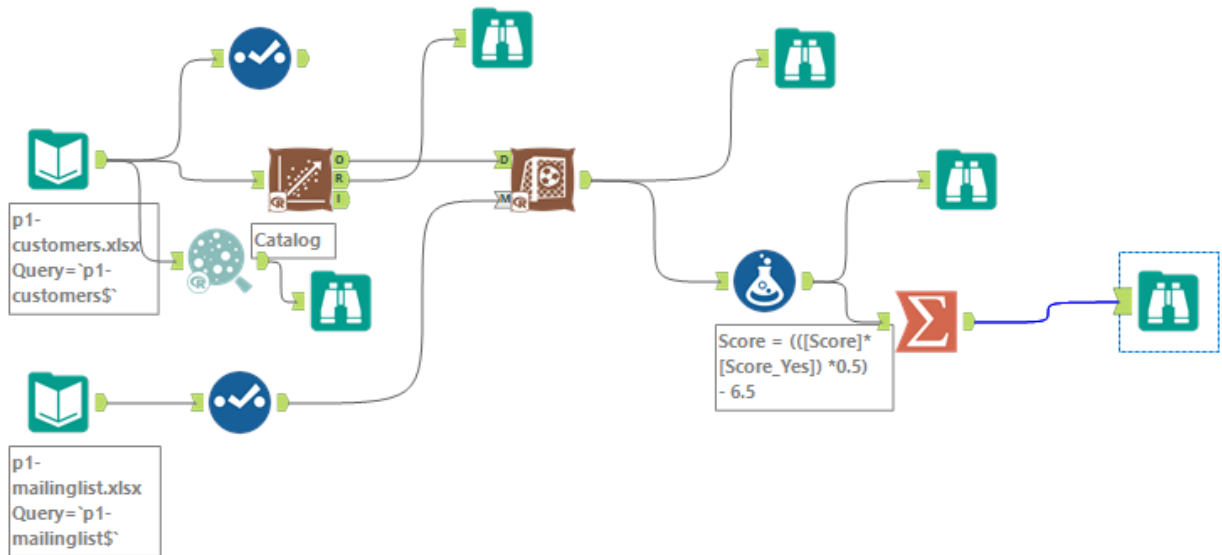 O
R
I
D
M
R
R
R
p1-
customers.xlsx
Query=`p1-
customers$`
Catalog
Score = (([Score]*
[Score_Yes]) *0.5)
- 6.5
p1-
mailinglist.xlsx
Query=`p1-
mailinglist$`